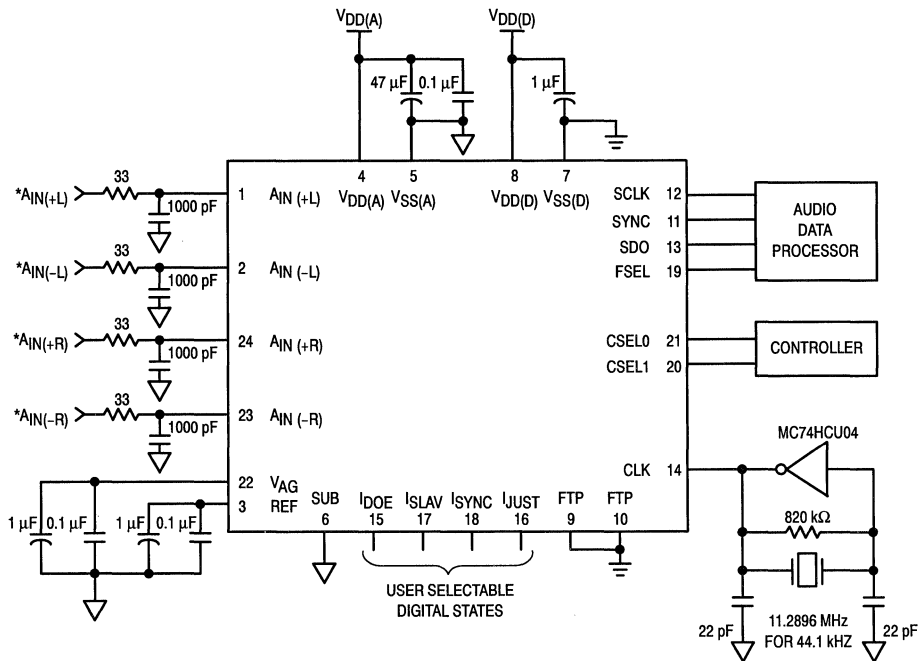 VDD(A)
VDD(D)
47 µF
0.1 µF
1 µF
4
5
8
7
VDD(A)
VSS(A)
VDD(D)
VSS(D)
*AIN(+L)
33
1000 pF
1
AIN (+L)
*AIN(−L)
33
1000 pF
2
AIN (−L)
*AIN(+R)
33
1000 pF
24
AIN (+R)
*AIN(−R)
33
1000 pF
23
AIN (−R)
22
VAG
3
REF
1 µF
0.1 µF
1 µF
0.1 µF
SCLK
12
SYNC
11
SDO
13
FSEL
19
AUDIO
DATA
PROCESSOR
CSEL0
21
CSEL1
20
CONTROLLER
MC74HCU04
CLK
14
820 kΩ
22 pF
11.2896 MHz
FOR 44.1 kHZ
22 pF
SUB
IDOE
ISLAV
ISYNC
IJUST
FTP
FTP
6
15
17
18
16
9
10
USER SELECTABLE
DIGITAL STATES